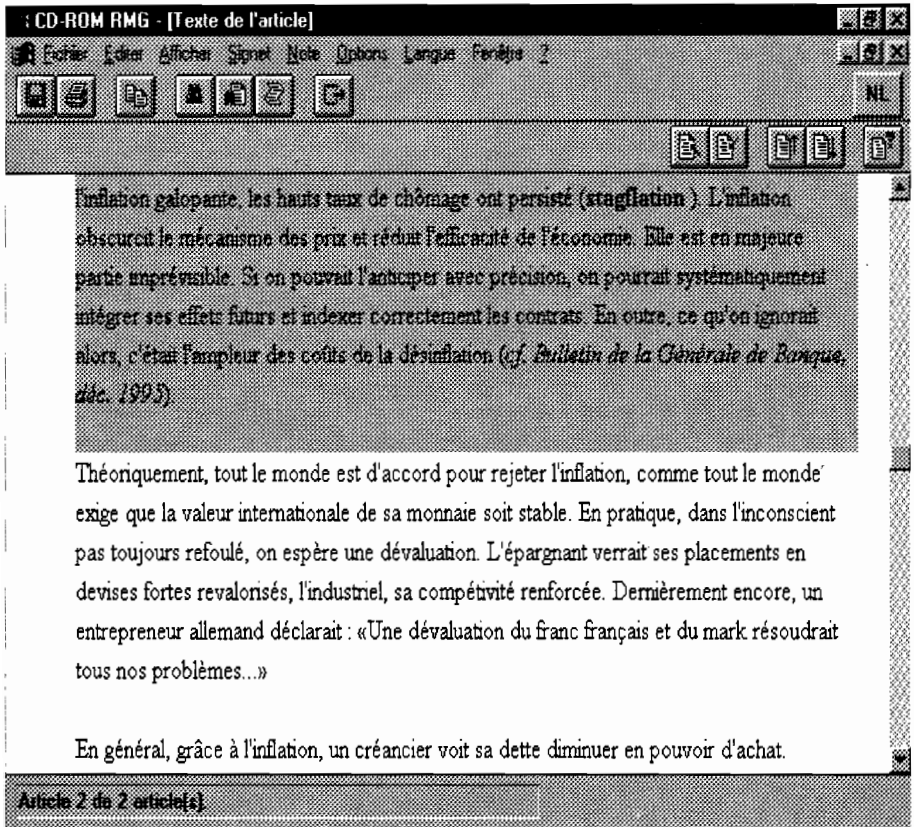 CD-ROM RMG - [Texte de l'article]
Fichier Editer Afficher Signet Note Options Langue Fenêtre ?
NL
l'inflation galopante, les hauts taux de chômage ont persisté (stagflation ). L'inflation
obscurcit le mécanisme des prix et réduit l'efficacité de l'économie. Elle est en majeure
partie imprévisible. Si on pouvait l'anticiper avec précision, on pourrait systématiquement
intégrer ses effets futurs et indexer correctement les contrats. En outre, ce qu'on ignorait
alors, c'était l'ampleur des coûts de la désinflation (cf. Bulletin de la Générale de Banque,
déc. 1995)
Théoriquement, tout le monde est d'accord pour rejeter l'inflation, comme tout le monde
exige que la valeur internationale de sa monnaie soit stable. En pratique, dans l'inconscient
pas toujours refoulé, on espère une dévaluation. L'épargnant verrait ses placements en
devises fortes revalorisés, l'industriel, sa compétivité renforcée. Dernièrement encore, un
entrepreneur allemand déclarait : «Une dévaluation du franc français et du mark résoudrait
tous nos problèmes...»
En général, grâce à l'inflation, un créancier voit sa dette diminuer en pouvoir d'achat.
Article 2 de 2 article[s]